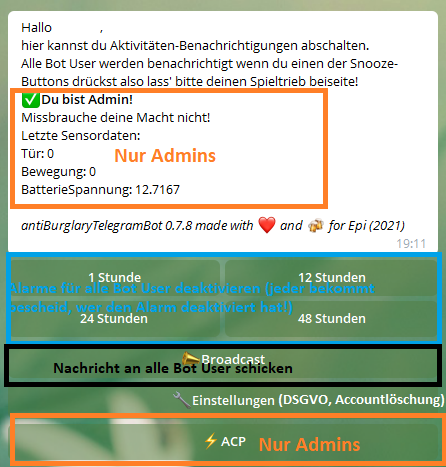 Hallo ,
hier kannst du Aktivitäten-Benachrichtigungen abschalten.
Alle Bot User werden benachrichtigt wenn du einen der Snooze-
Buttons drückst also lass' bitte deinen Spieltrieb beiseite!
✅Du bist Admin!
Missbrauche deine Macht nicht!
Letzte Sensordaten:
Tür: 0
Nur Admins
Bewegung: 0
BatterieSpannung: 12.7167
antiBurglaryTelegramBot 0.7.8 made with ❤️ and 🍻 for Epi (2021)
19:11
1 Stunde 12 Stunden
Alarme für alle Bot User deaktivieren (jeder bekommt
bescheid, wer den Alarm deaktiviert hat!)
24 Stunden 48 Stunden
📣Broadcast
Nachricht an alle Bot User schicken
🔧Einstellungen (DSGVO, Accountlöschung)
⚡ACP Nur Admins